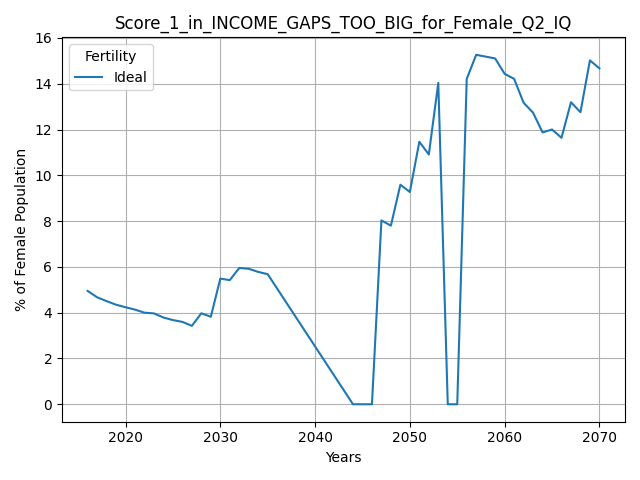 Score_1_in_INCOME_GAPS_TOO_BIG_for_Female_Q2_IQ
Fertility
Ideal
% of Female Population
16
14
12
10
8
6
4
2
0
2020 2030 2040 2050 2060 2070
Years